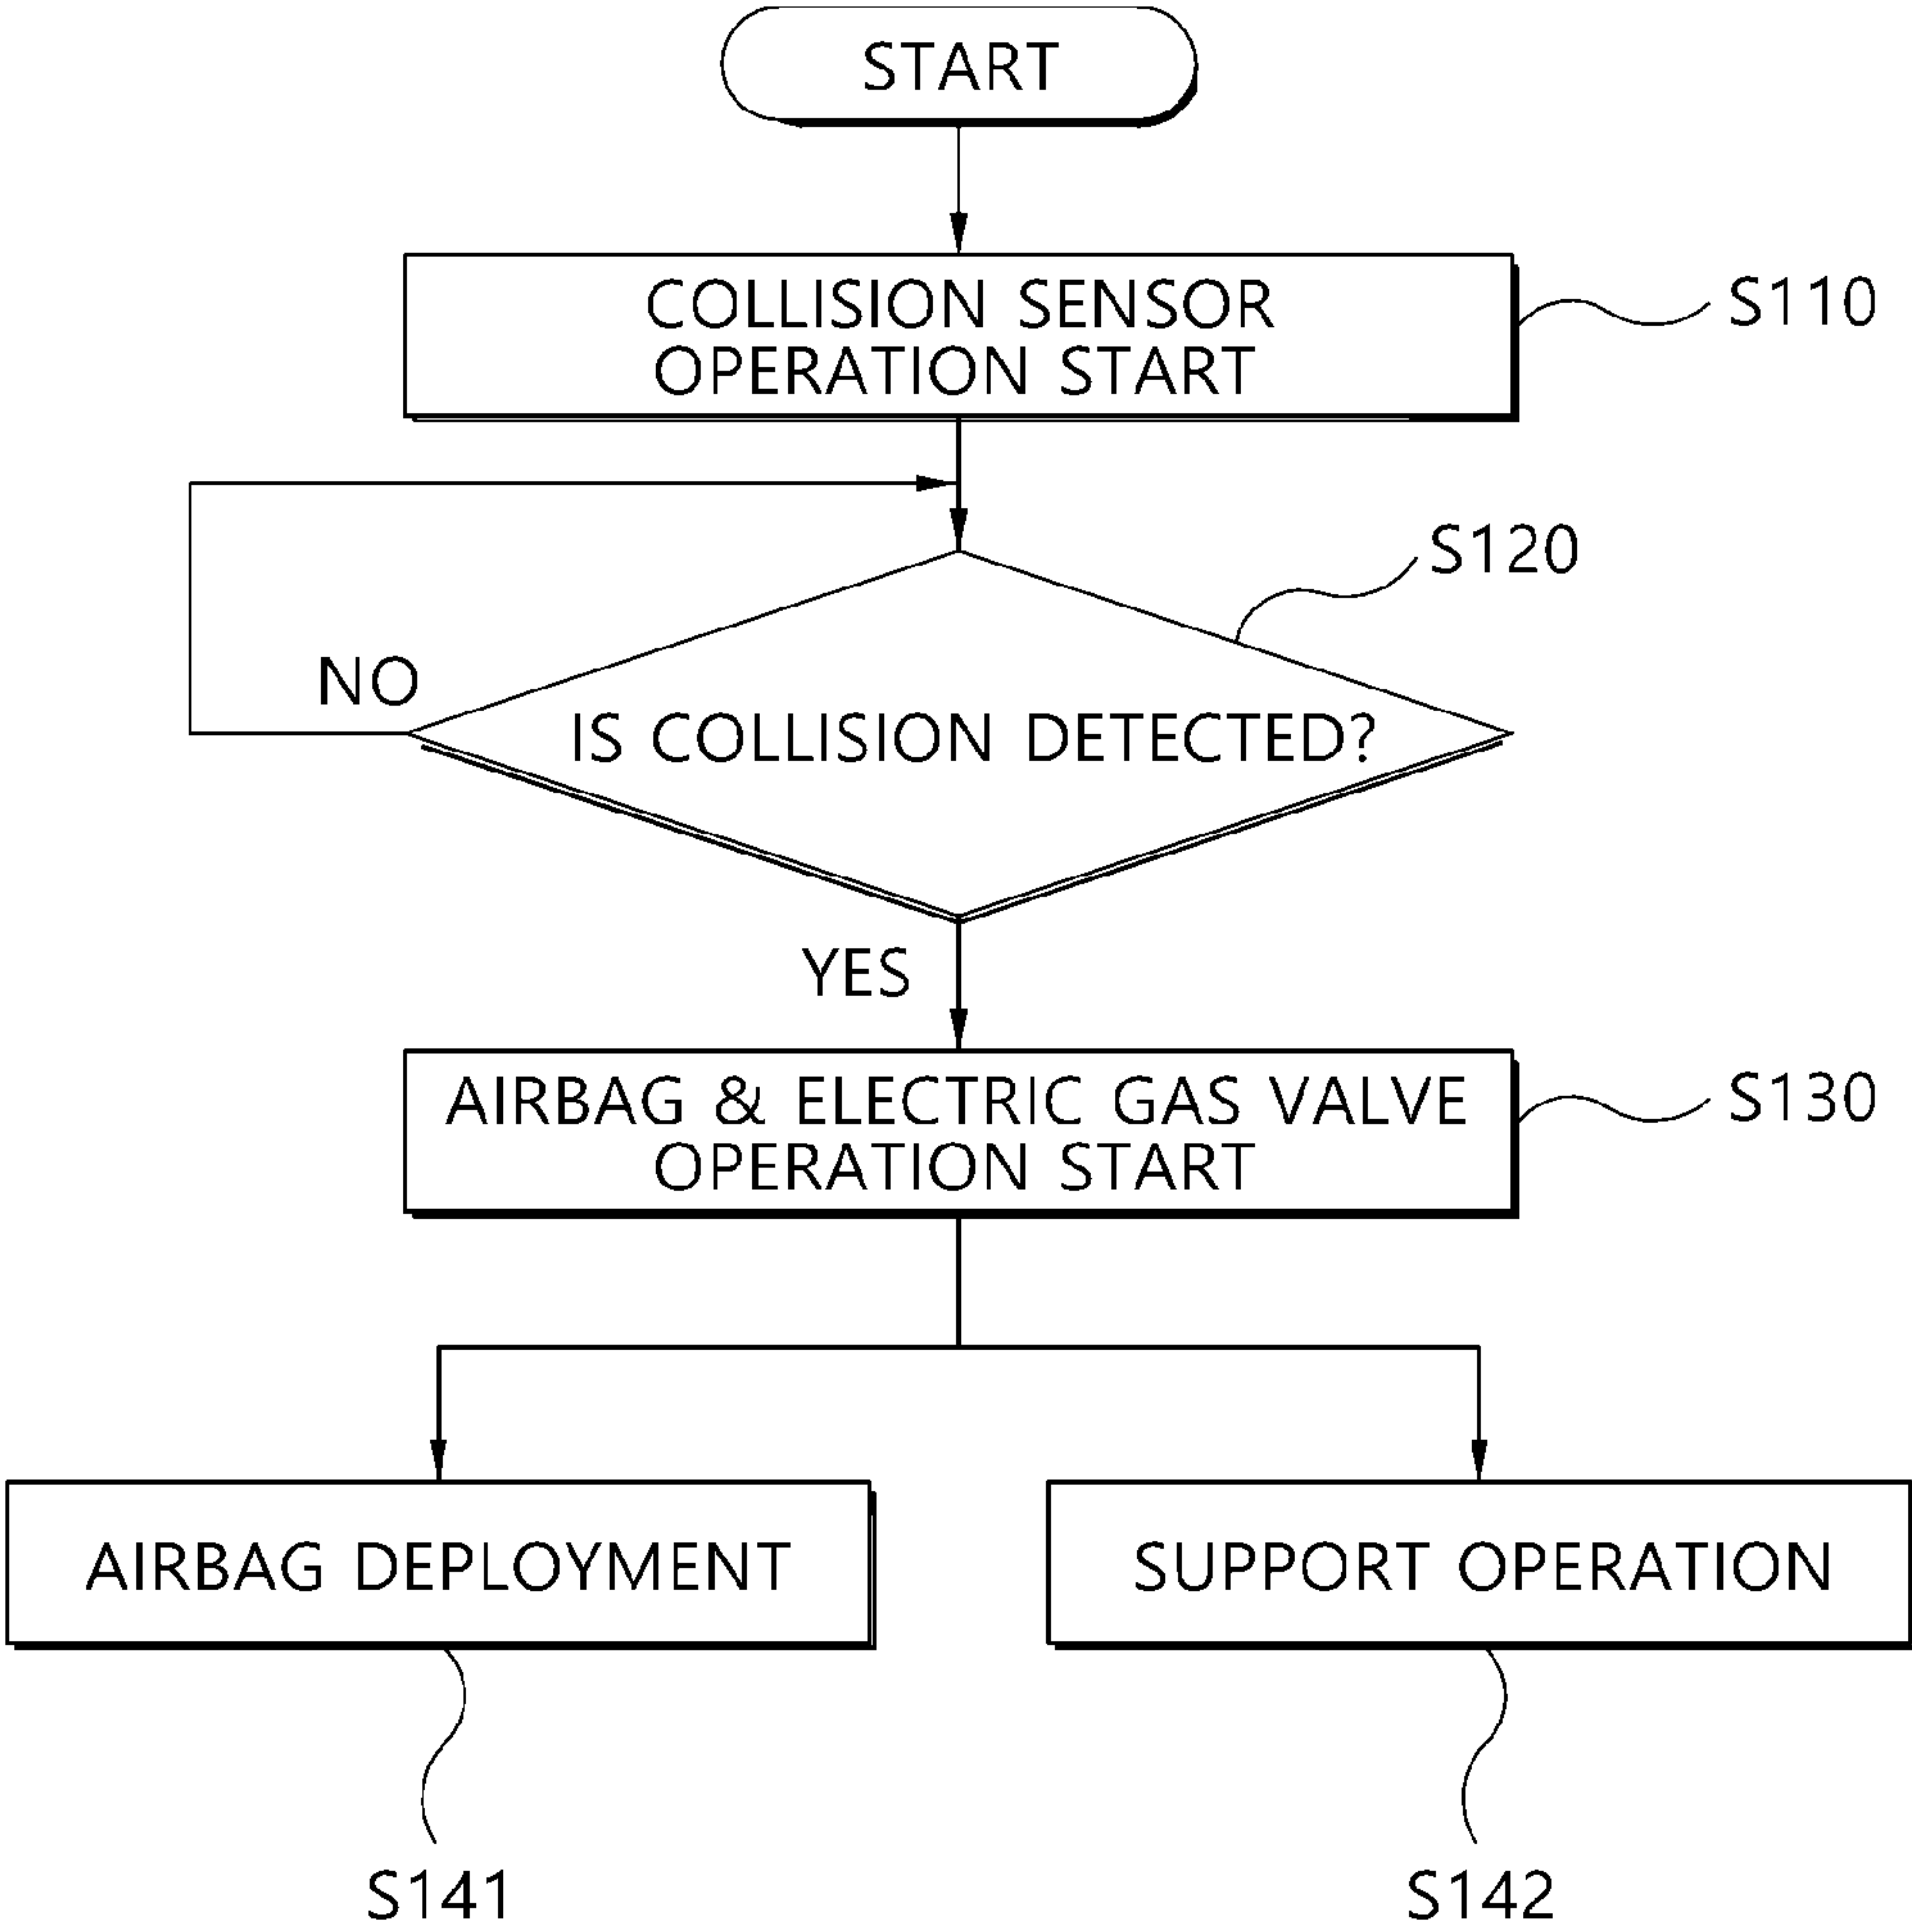 START
COLLISION SENSOR
OPERATION START
S110
S120
NO
IS COLLISION DETECTED?
YES
AIRBAG & ELECTRIC GAS VALVE
OPERATION START
S130
AIRBAG DEPLOYMENT
SUPPORT OPERATION
S141
S142